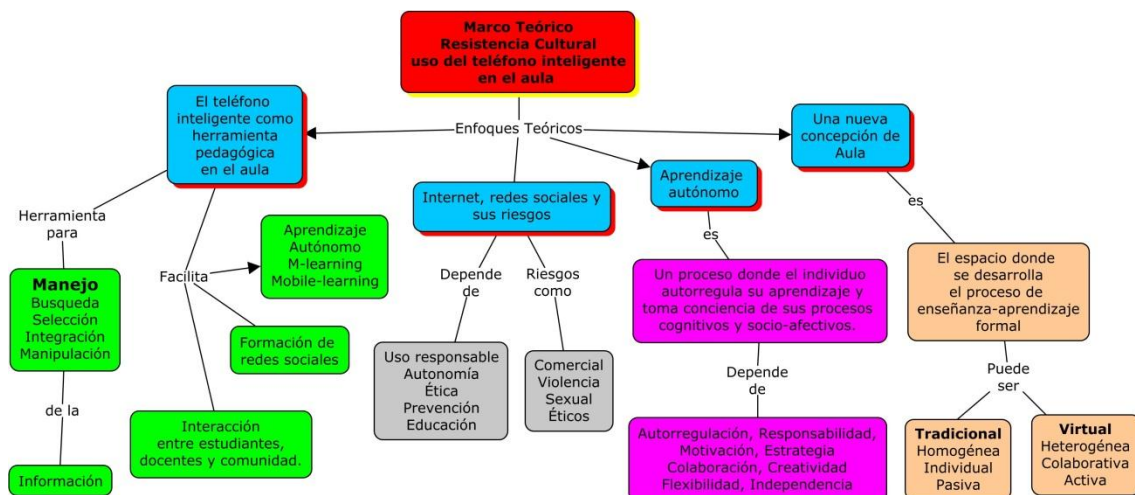 Marco Teórico
Resistencia Cultural
uso del teléfono inteligente
en el aula
Enfoques Teóricos
El teléfono
inteligente como
herramienta
pedagógica
en el aula
Herramienta
para
Manejo
Busqueda
Selección
Integración
Manipulación
de la
Información
Facilita
Aprendizaje
Autónomo
M-learning
Mobile-learning
Formación de
redes sociales
Interacción
entre estudiantes,
docentes y comunidad.
Internet, redes sociales y
sus riesgos
Depende
de
Uso responsable
Autonomía
Ética
Prevención
Educación
Riesgos
como
Comercial
Violencia
Sexual
Éticos
Aprendizaje
autónomo
es
Un proceso donde el individuo
autorregula su aprendizaje y
toma conciencia de sus procesos
cognitivos y socio-afectivos.
Depende
de
Autorregulación, Responsabilidad,
Motivación, Estrategia
Colaboración, Creatividad
Flexibilidad, Independencia
Una nueva
concepción de
Aula
es
El espacio donde
se desarrolla
el proceso de
enseñanza-aprendizaje
formal
Puede
ser
Tradicional
Homogénea
Individual
Pasiva
Virtual
Heterogénea
Colaborativa
Activa